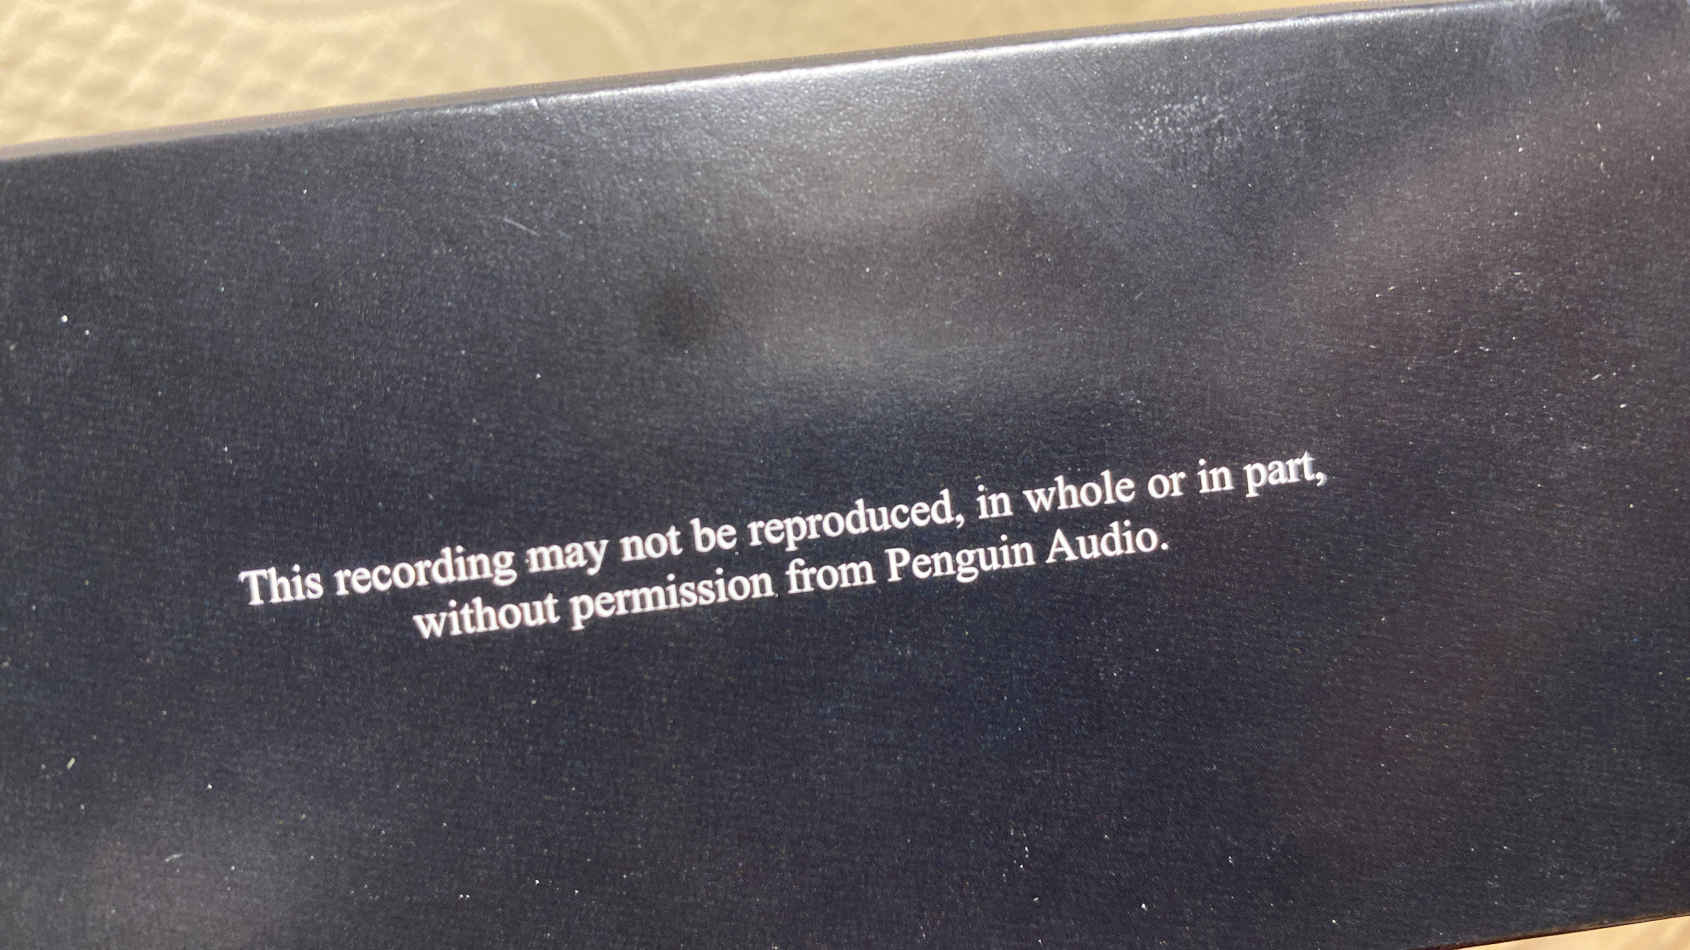 This recording may not be reproduced, in whole or in part,
without permission from Penguin Audio.